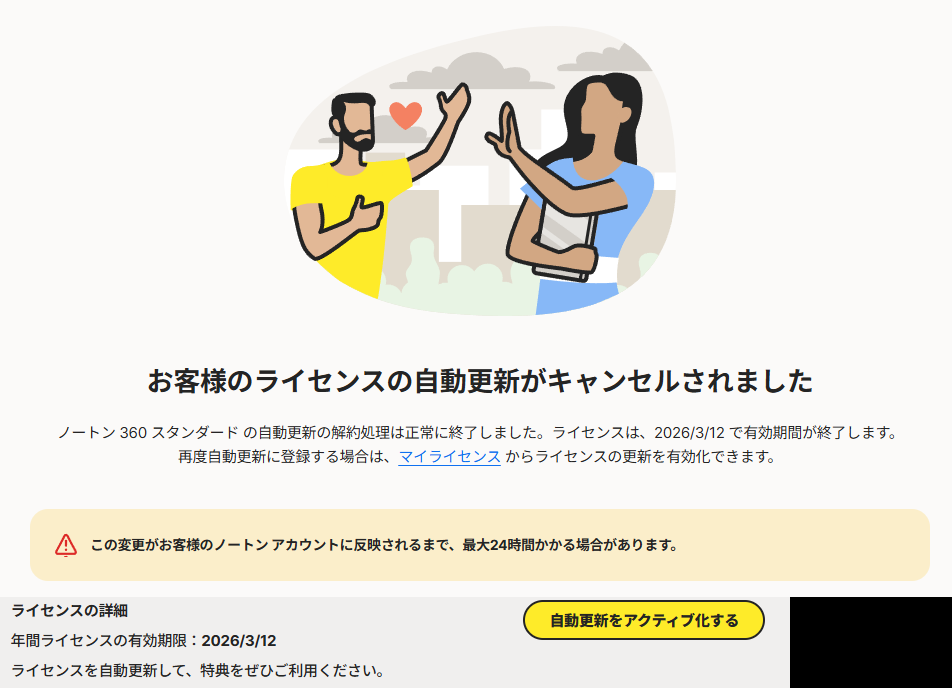 お客様のライセンスの自動更新がキャンセルされました
ノートン 360 スタンダード の自動更新の解約処理は正常に終了しました。ライセンスは、2026/3/12 で有効期間が終了します。
再度自動更新に登録する場合は、マイライセンス からライセンスの更新を有効化できます。
この変更がお客様のノートン アカウントに反映されるまで、最大24時間かかる場合があります。
ライセンスの詳細
自動更新をアクティブ化する
年間ライセンスの有効期限：2026/3/12
ライセンスを自動更新して、特典をぜひご利用ください。